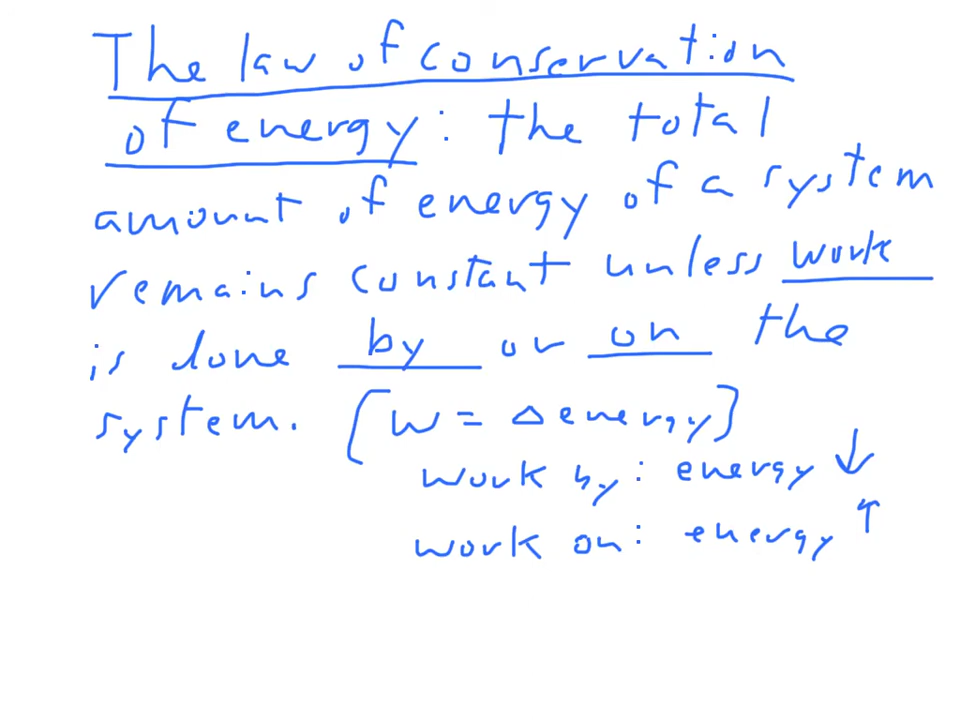 The law of conservation
of energy: the total
amount of energy of a system
remains constant unless work
is done by or on the
system. [W = Δenergy]
work by: energy ↓
work on: energy ↑